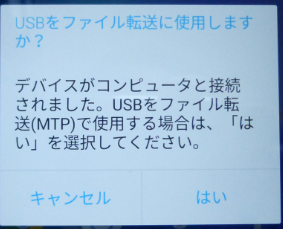 USBをファイル転送に使用します
か？
デバイスがコンピュータと接続
されました。USBをファイル転
送(MTP)で使用する場合は、「は
い」を選択してください。
キャンセル
はい